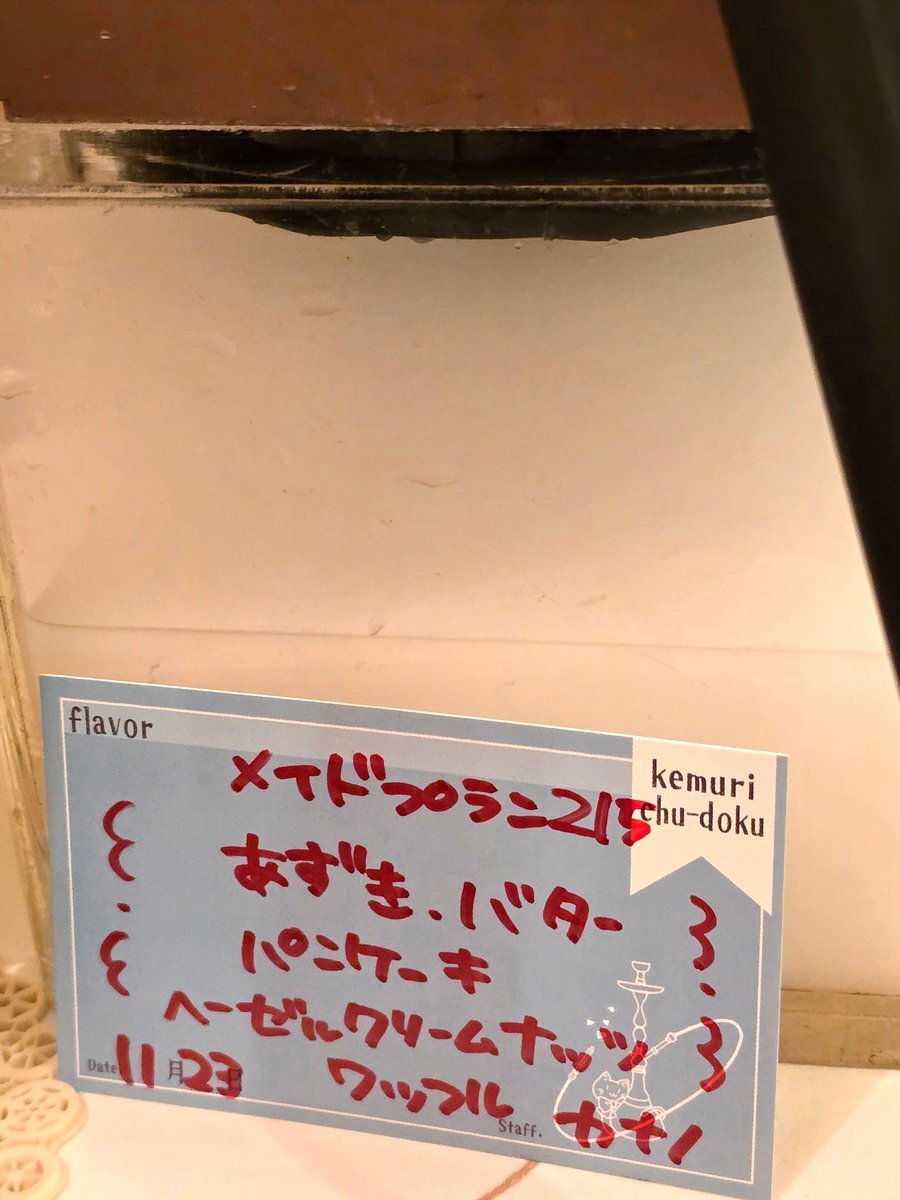 flavor
kemuri
chu-doku
メイドプラン215
あずき、バター
パンケーキ
ヘーゼルクリームナッツ
ワッフル
Date 11月23日
Staff. カナノ